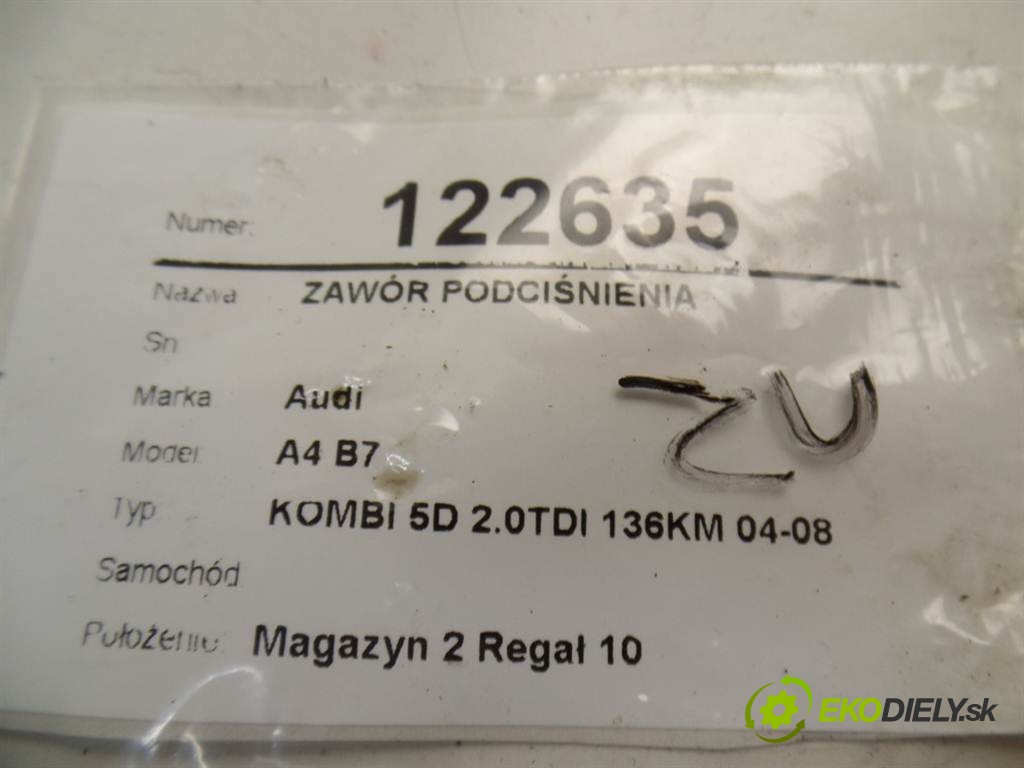 Numer: 122635
Nazwa ZAWÓR PODCIŚNIENIA
Sn
Marka Audi
Model A4 B7
Typ KOMBI 5D 2.0TDI 136KM 04-08
Samochód
Położenie: Magazyn 2 Regał 10
ZU
EKODIELY.sk